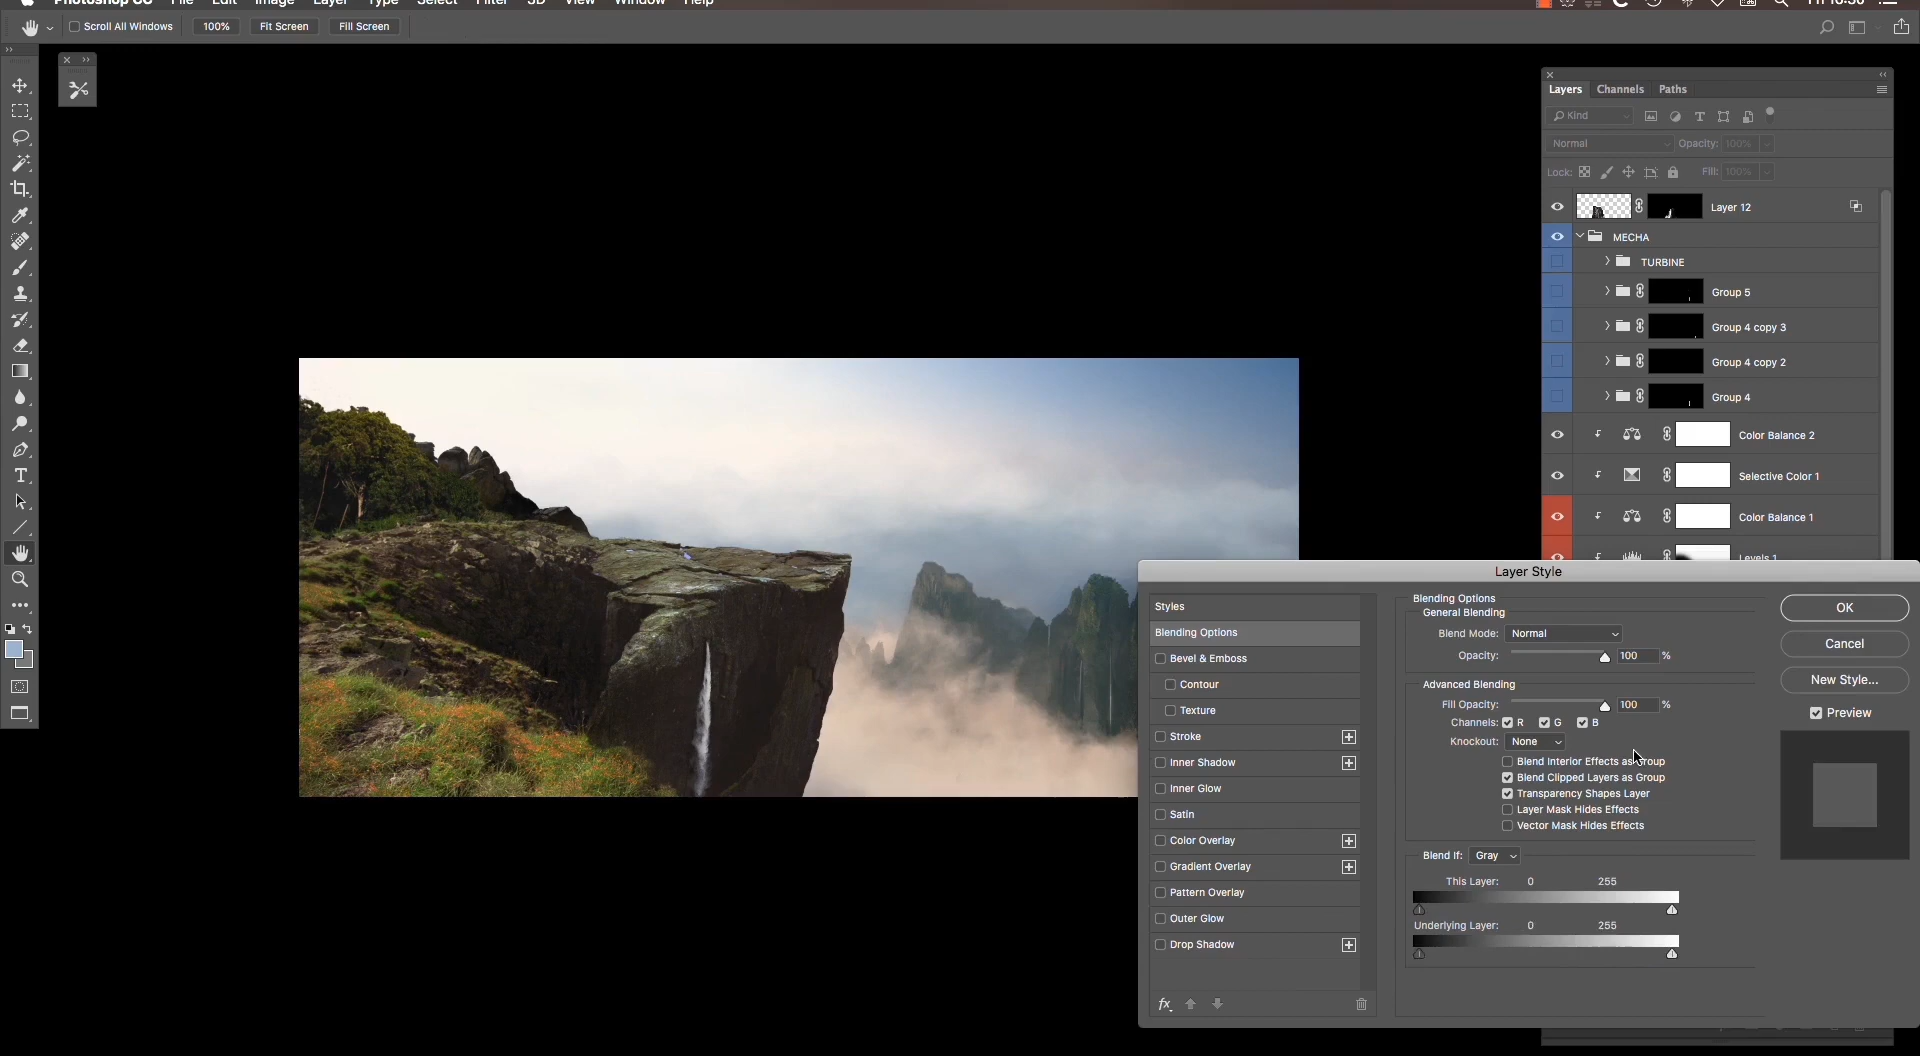 Photoshop CC File Edit Image Layer Type Select Filter 3D View Window Help
Scroll All Windows 100% Fit Screen Fill Screen
Layers Channels Paths
Kind
Normal Opacity: 100%
Lock: Fill: 100%
Layer 12
MECHA
TURBINE
Group 5
Group 4 copy 3
Group 4 copy 2
Group 4
Color Balance 2
Selective Color 1
Color Balance 1
Levels 1
Layer Style
Styles
Blending Options
Bevel & Emboss
Contour
Texture
Stroke
Inner Shadow
Inner Glow
Satin
Color Overlay
Gradient Overlay
Pattern Overlay
Outer Glow
Drop Shadow
fx
Blending Options
General Blending
Blend Mode: Normal
Opacity: 100 %
Advanced Blending
Fill Opacity: 100 %
Channels: R G B
Knockout: None
Blend Interior Effects as Group
Blend Clipped Layers as Group
Transparency Shapes Layer
Layer Mask Hides Effects
Vector Mask Hides Effects
Blend If: Gray
This Layer: 0 255
Underlying Layer: 0 255
OK
Cancel
New Style...
Preview